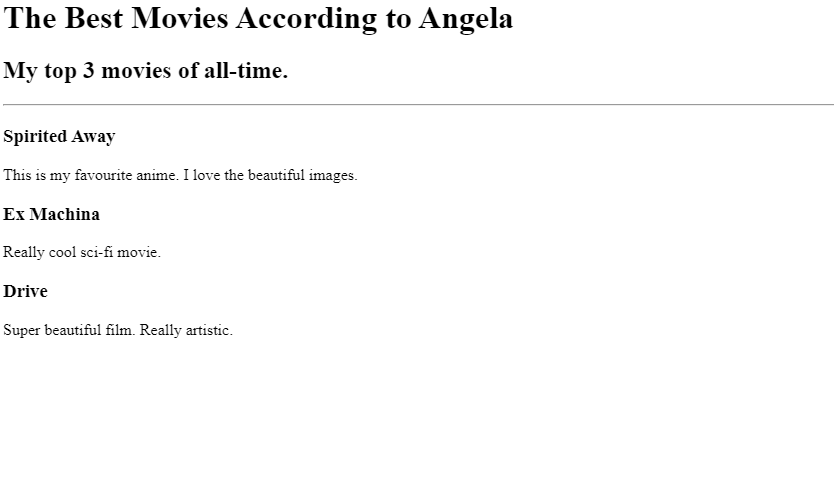 The Best Movies According to Angela
My top 3 movies of all-time.
Spirited Away
This is my favourite anime. I love the beautiful images.
Ex Machina
Really cool sci-fi movie.
Drive
Super beautiful film. Really artistic.